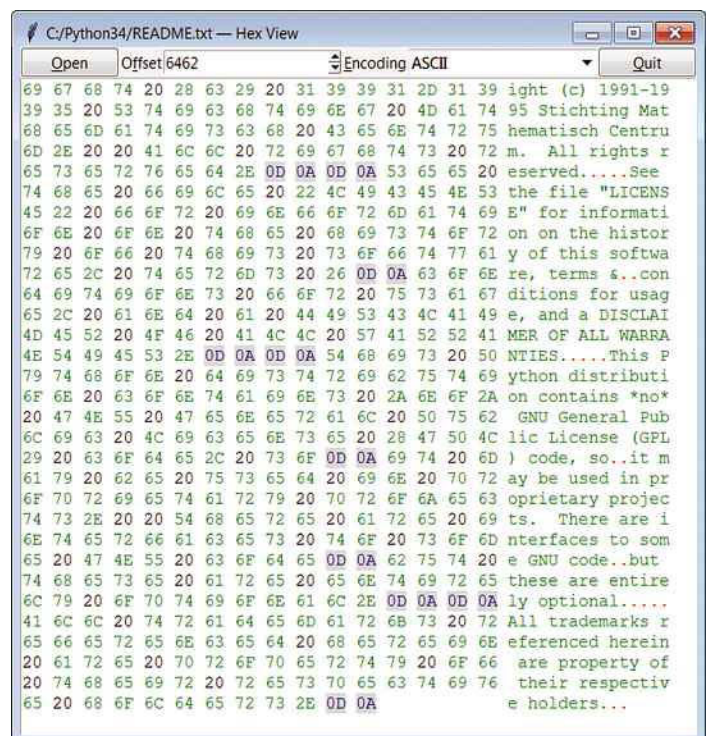 C:/Python34/README.txt — Hex View
Open Offset 6462 Encoding ASCII Quit
69 67 68 74 20 28 63 29 20 31 39 39 31 2D 31 39 ight (c) 1991-19
39 35 20 53 74 69 63 68 74 69 6E 67 20 4D 61 74 95 Stichting Mat
68 65 6D 61 74 69 73 63 68 20 43 65 6E 74 72 75 hematisch Centru
6D 2E 20 20 41 6C 6C 20 72 69 67 68 74 73 20 72 m.  All rights r
65 73 65 72 76 65 64 2E 0D 0A 0D 0A 53 65 65 20 eserved.....See
74 68 65 20 66 69 6C 65 20 22 4C 49 43 45 4E 53 the file "LICENS
45 22 20 66 6F 72 20 69 6E 66 6F 72 6D 61 74 69 E" for informati
6F 6E 20 6F 6E 20 74 68 65 20 68 69 73 74 6F 72 on on the histor
79 20 6F 66 20 74 68 69 73 20 73 6F 66 74 77 61 y of this softwa
72 65 2C 20 74 65 72 6D 73 20 26 0D 0A 63 6F 6E re, terms &..con
64 69 74 69 6F 6E 73 20 66 6F 72 20 75 73 61 67 ditions for usag
65 2C 20 61 6E 64 20 61 20 44 49 53 43 4C 41 49 e, and a DISCLAI
4D 45 52 20 4F 46 20 41 4C 4C 20 57 41 52 52 41 MER OF ALL WARRA
4E 54 49 45 53 2E 0D 0A 0D 0A 54 68 69 73 20 50 NTIES.....This P
79 74 68 6F 6E 20 64 69 73 74 72 69 62 75 74 69 ython distributi
6F 6E 20 63 6F 6E 74 61 69 6E 73 20 2A 6E 6F 2A on contains *no*
20 47 4E 55 20 47 65 6E 65 72 61 6C 20 50 75 62  GNU General Pub
6C 69 63 20 4C 69 63 65 6E 73 65 20 28 47 50 4C lic License (GPL
29 20 63 6F 64 65 2C 20 73 6F 0D 0A 69 74 20 6D ) code, so..it m
61 79 20 62 65 20 75 73 65 64 20 69 6E 20 70 72 ay be used in pr
6F 70 72 69 65 74 61 72 79 20 70 72 6F 6A 65 63 oprietary projec
74 73 2E 20 20 54 68 65 72 65 20 61 72 65 20 69 ts.  There are i
6E 74 65 72 66 61 63 65 73 20 74 6F 20 73 6F 6D nterfaces to som
65 20 47 4E 55 20 63 6F 64 65 0D 0A 62 75 74 20 e GNU code..but
74 68 65 73 65 20 61 72 65 20 65 6E 74 69 72 65 these are entire
6C 79 20 6F 70 74 69 6F 6E 61 6C 2E 0D 0A 0D 0A ly optional.....
41 6C 6C 20 74 72 61 64 65 6D 61 72 6B 73 20 72 All trademarks r
65 66 65 72 65 6E 63 65 64 20 68 65 72 65 69 6E eferenced herein
20 61 72 65 20 70 72 6F 70 65 72 74 79 20 6F 66  are property of
20 74 68 65 69 72 20 72 65 73 70 65 63 74 69 76  their respectiv
65 20 68 6F 6C 64 65 72 73 2E 0D 0A e holders...